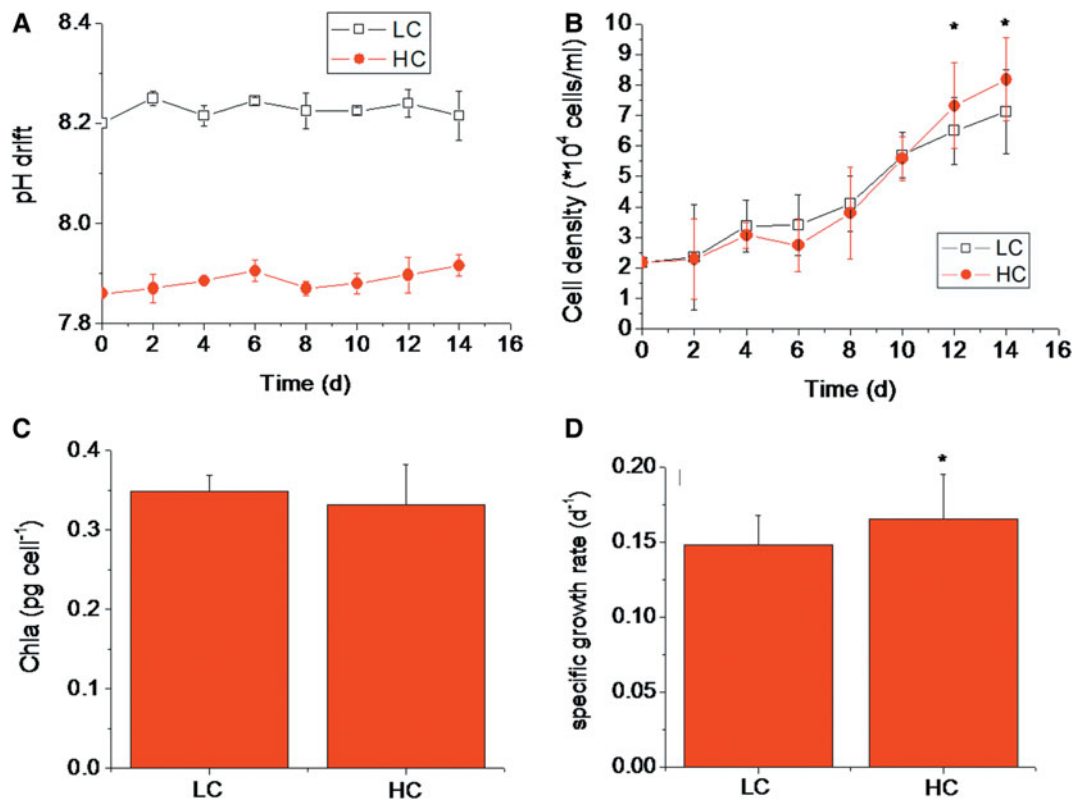 A
LC
HC
8.4
8.2
8.0
7.8
pH drift
0 2 4 6 8 10 12 14 16
Time (d)
B
* *
10
9
8
7
6
5
4
3
2
1
0
Cell density (*10⁴ cells/ml)
LC
HC
0 2 4 6 8 10 12 14 16
Time (d)
C
0.4
0.3
0.2
0.1
0.0
Chla (pg cell⁻¹)
LC HC
D
*
0.20
0.15
0.10
0.05
0.00
specific growth rate (d⁻¹)
LC HC